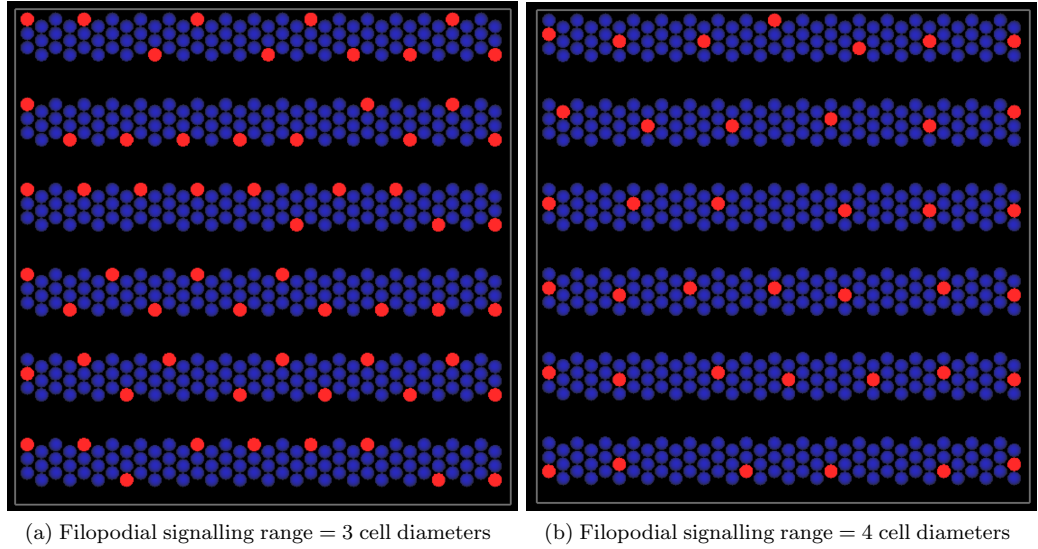 (a) Filopodial signalling range = 3 cell diameters
(b) Filopodial signalling range = 4 cell diameters